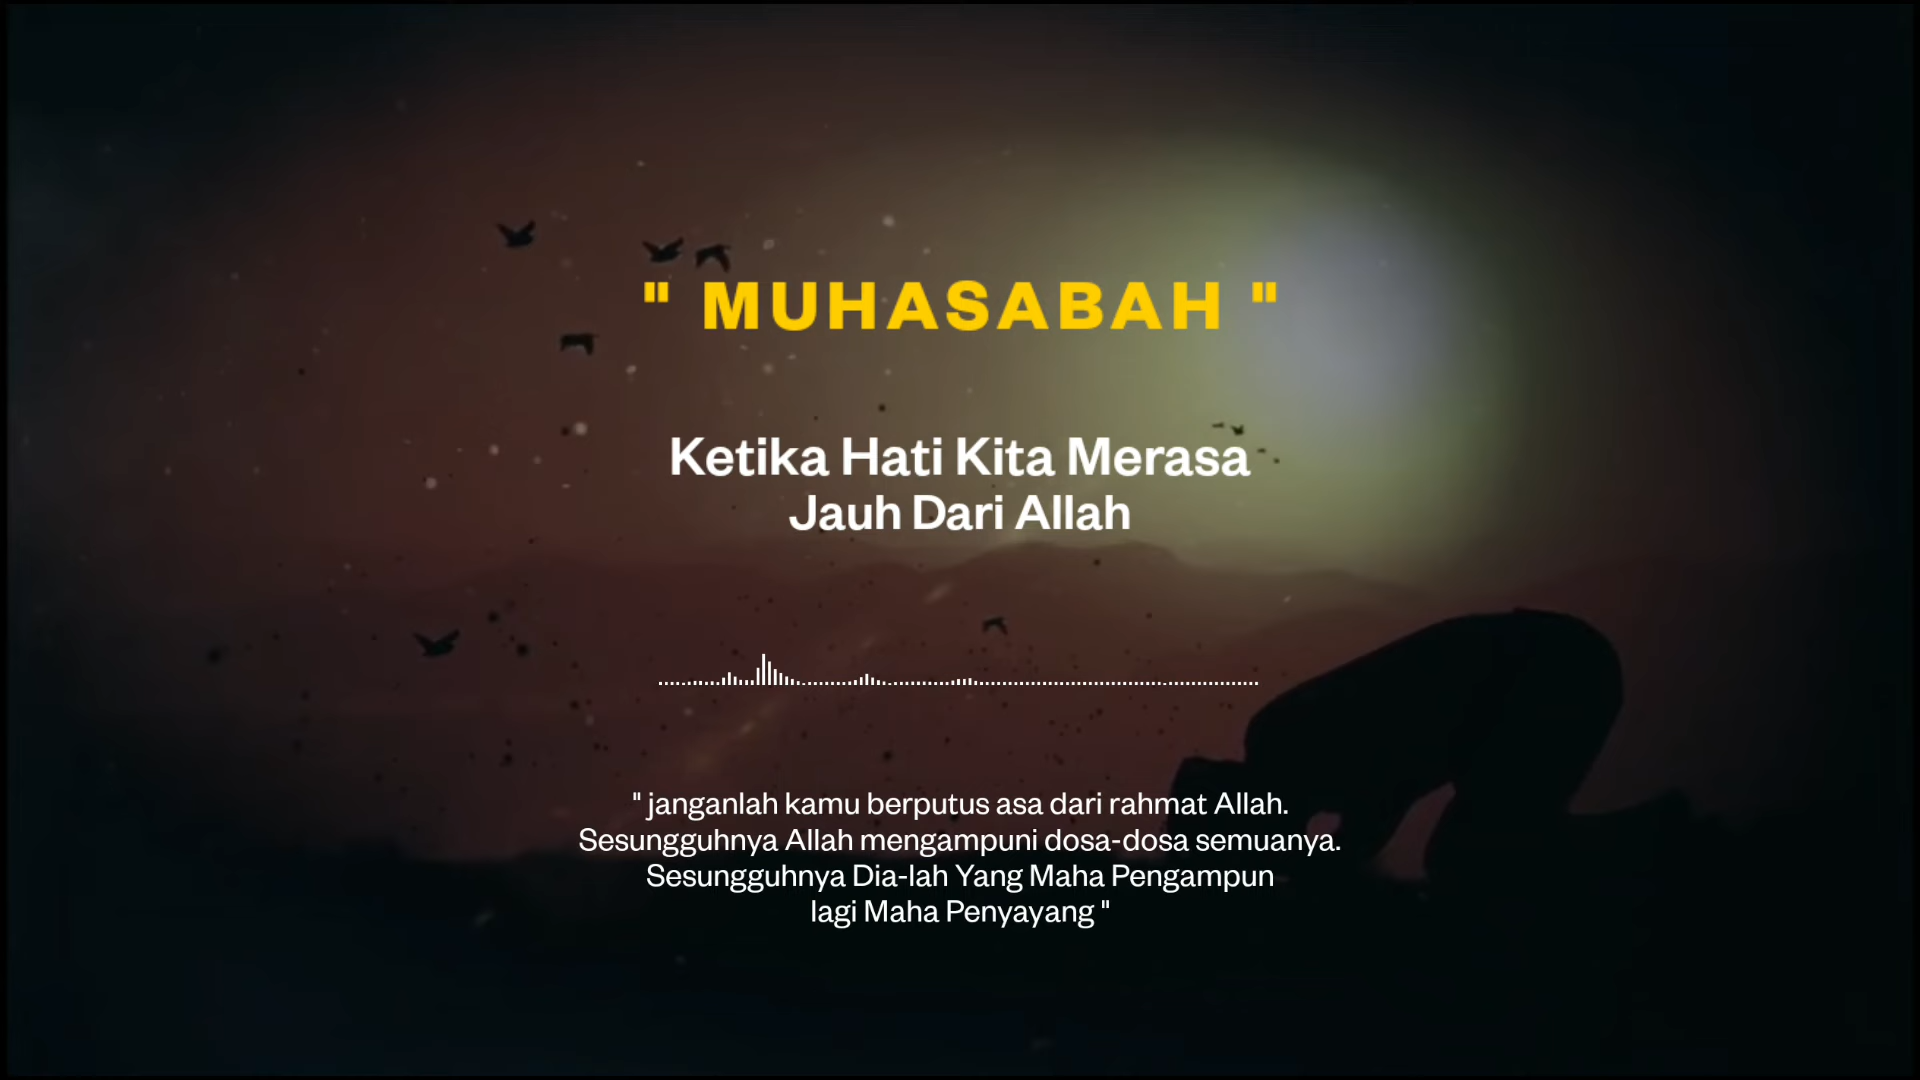 " MUHASABAH "
Ketika Hati Kita Merasa
Jauh Dari Allah
" janganlah kamu berputus asa dari rahmat Allah.
Sesungguhnya Allah mengampuni dosa-dosa semuanya.
Sesungguhnya Dia-lah Yang Maha Pengampun
lagi Maha Penyayang "